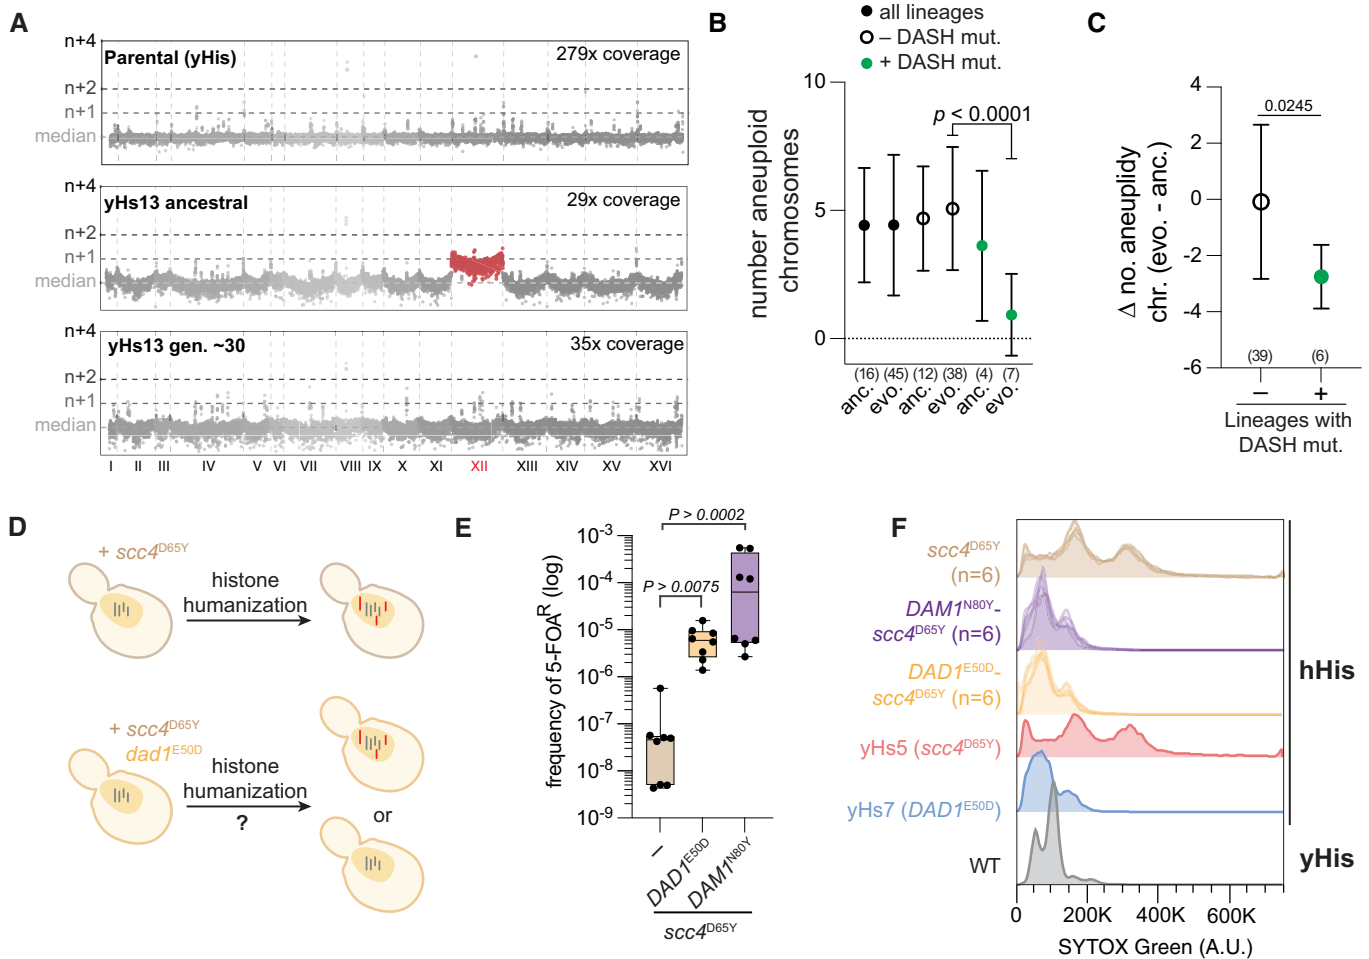 A
n+4
Parental (yHis)
279x coverage
n+2
n+1
median
n+4
yHs13 ancestral
29x coverage
n+2
n+1
median
n+4
yHs13 gen. ~30
35x coverage
n+2
n+1
median
I II III IV V VI VII VIII IX X XI XII XIII XIV XV XVI
B
all lineages
– DASH mut.
+ DASH mut.
p < 0.0001
10
5
0
number aneuploid
chromosomes
(16) (45) (12) (38) (4) (7)
anc. evo. anc. evo. anc. evo.
C
4
2
0
-2
-4
-6
Δ no. aneuplidy
chr. (evo. - anc.)
0.0245
(39) (6)
– +
Lineages with
DASH mut.
D
+ scc4D65Y
histone
humanization
+ scc4D65Y
dad1E50D
histone
humanization
?
or
E
P > 0.0002
P > 0.0075
frequency of 5-FOAR (log)
10-3
10-4
10-5
10-6
10-7
10-8
10-9
–
DAD1E50D
DAM1N80Y
scc4D65Y
F
scc4D65Y
(n=6)
DAM1N80Y-
scc4D65Y (n=6)
DAD1E50D-
scc4D65Y (n=6)
yHs5 (scc4D65Y)
yHs7 (DAD1E50D)
WT
hHis
yHis
0 200K 400K 600K
SYTOX Green (A.U.)